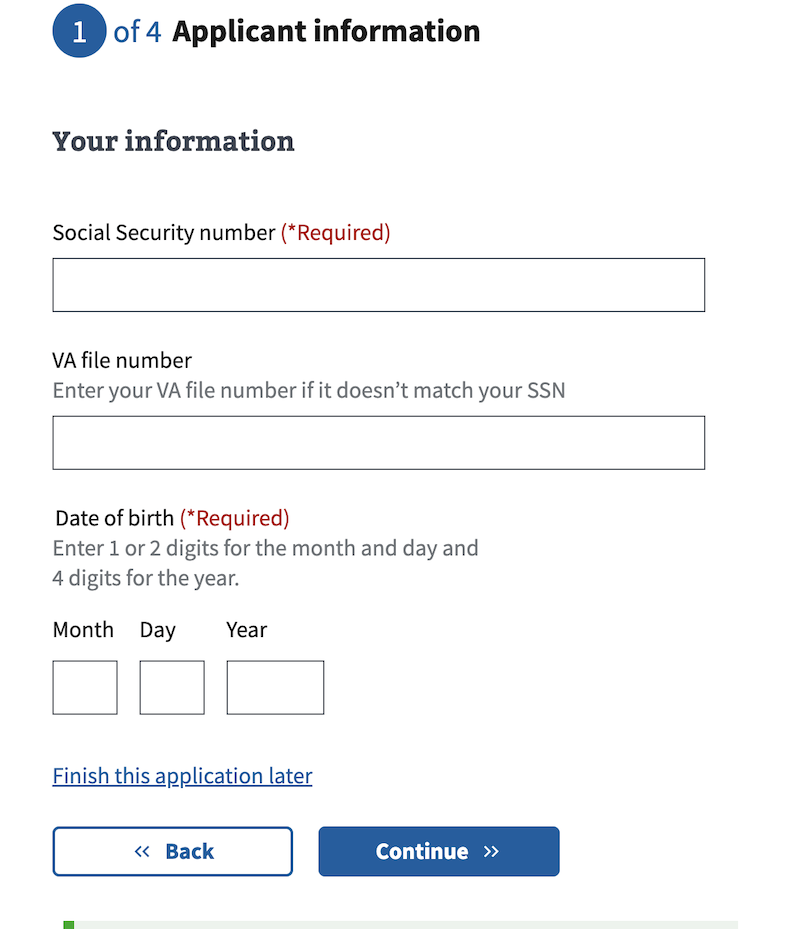 1 of 4 Applicant information
Your information
Social Security number (*Required)
VA file number
Enter your VA file number if it doesn’t match your SSN
Date of birth (*Required)
Enter 1 or 2 digits for the month and day and
4 digits for the year.
Month Day Year
Finish this application later
« Back Continue »